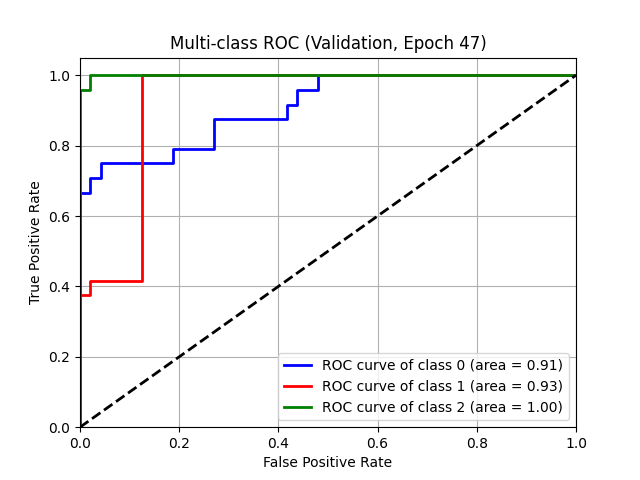 Multi-class ROC (Validation, Epoch 47)
1.0
0.8
0.6
0.4
0.2
0.0
True Positive Rate
ROC curve of class 0 (area = 0.91)
ROC curve of class 1 (area = 0.93)
ROC curve of class 2 (area = 1.00)
0.0 0.2 0.4 0.6 0.8 1.0
False Positive Rate